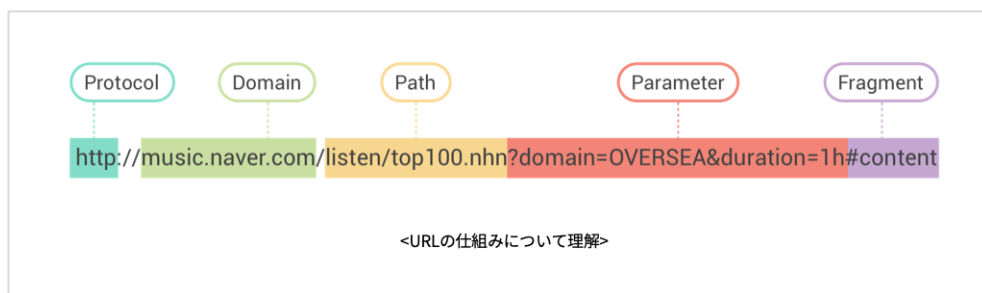 Protocol Domain Path Parameter Fragment
http://music.naver.com/listen/top100.nhn?domain=OVERSEA&duration=1h#content
<URLの仕組みについて理解>